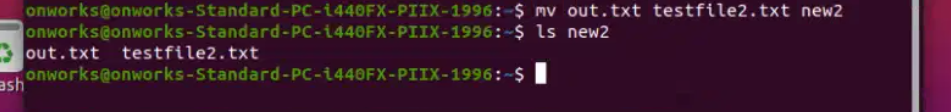 onworks@onworks-Standard-PC-i440FX-PIIX-1996:~$ mv out.txt testfile2.txt new2
onworks@onworks-Standard-PC-i440FX-PIIX-1996:~$ ls new2
out.txt  testfile2.txt
onworks@onworks-Standard-PC-i440FX-PIIX-1996:~$
ash